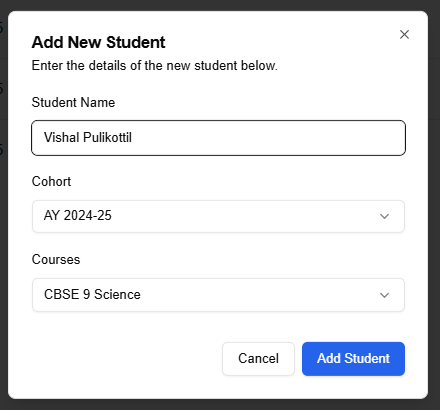 Add New Student
Enter the details of the new student below.
Student Name
Vishal Pulikottil
Cohort
AY 2024-25
Courses
CBSE 9 Science
Cancel
Add Student